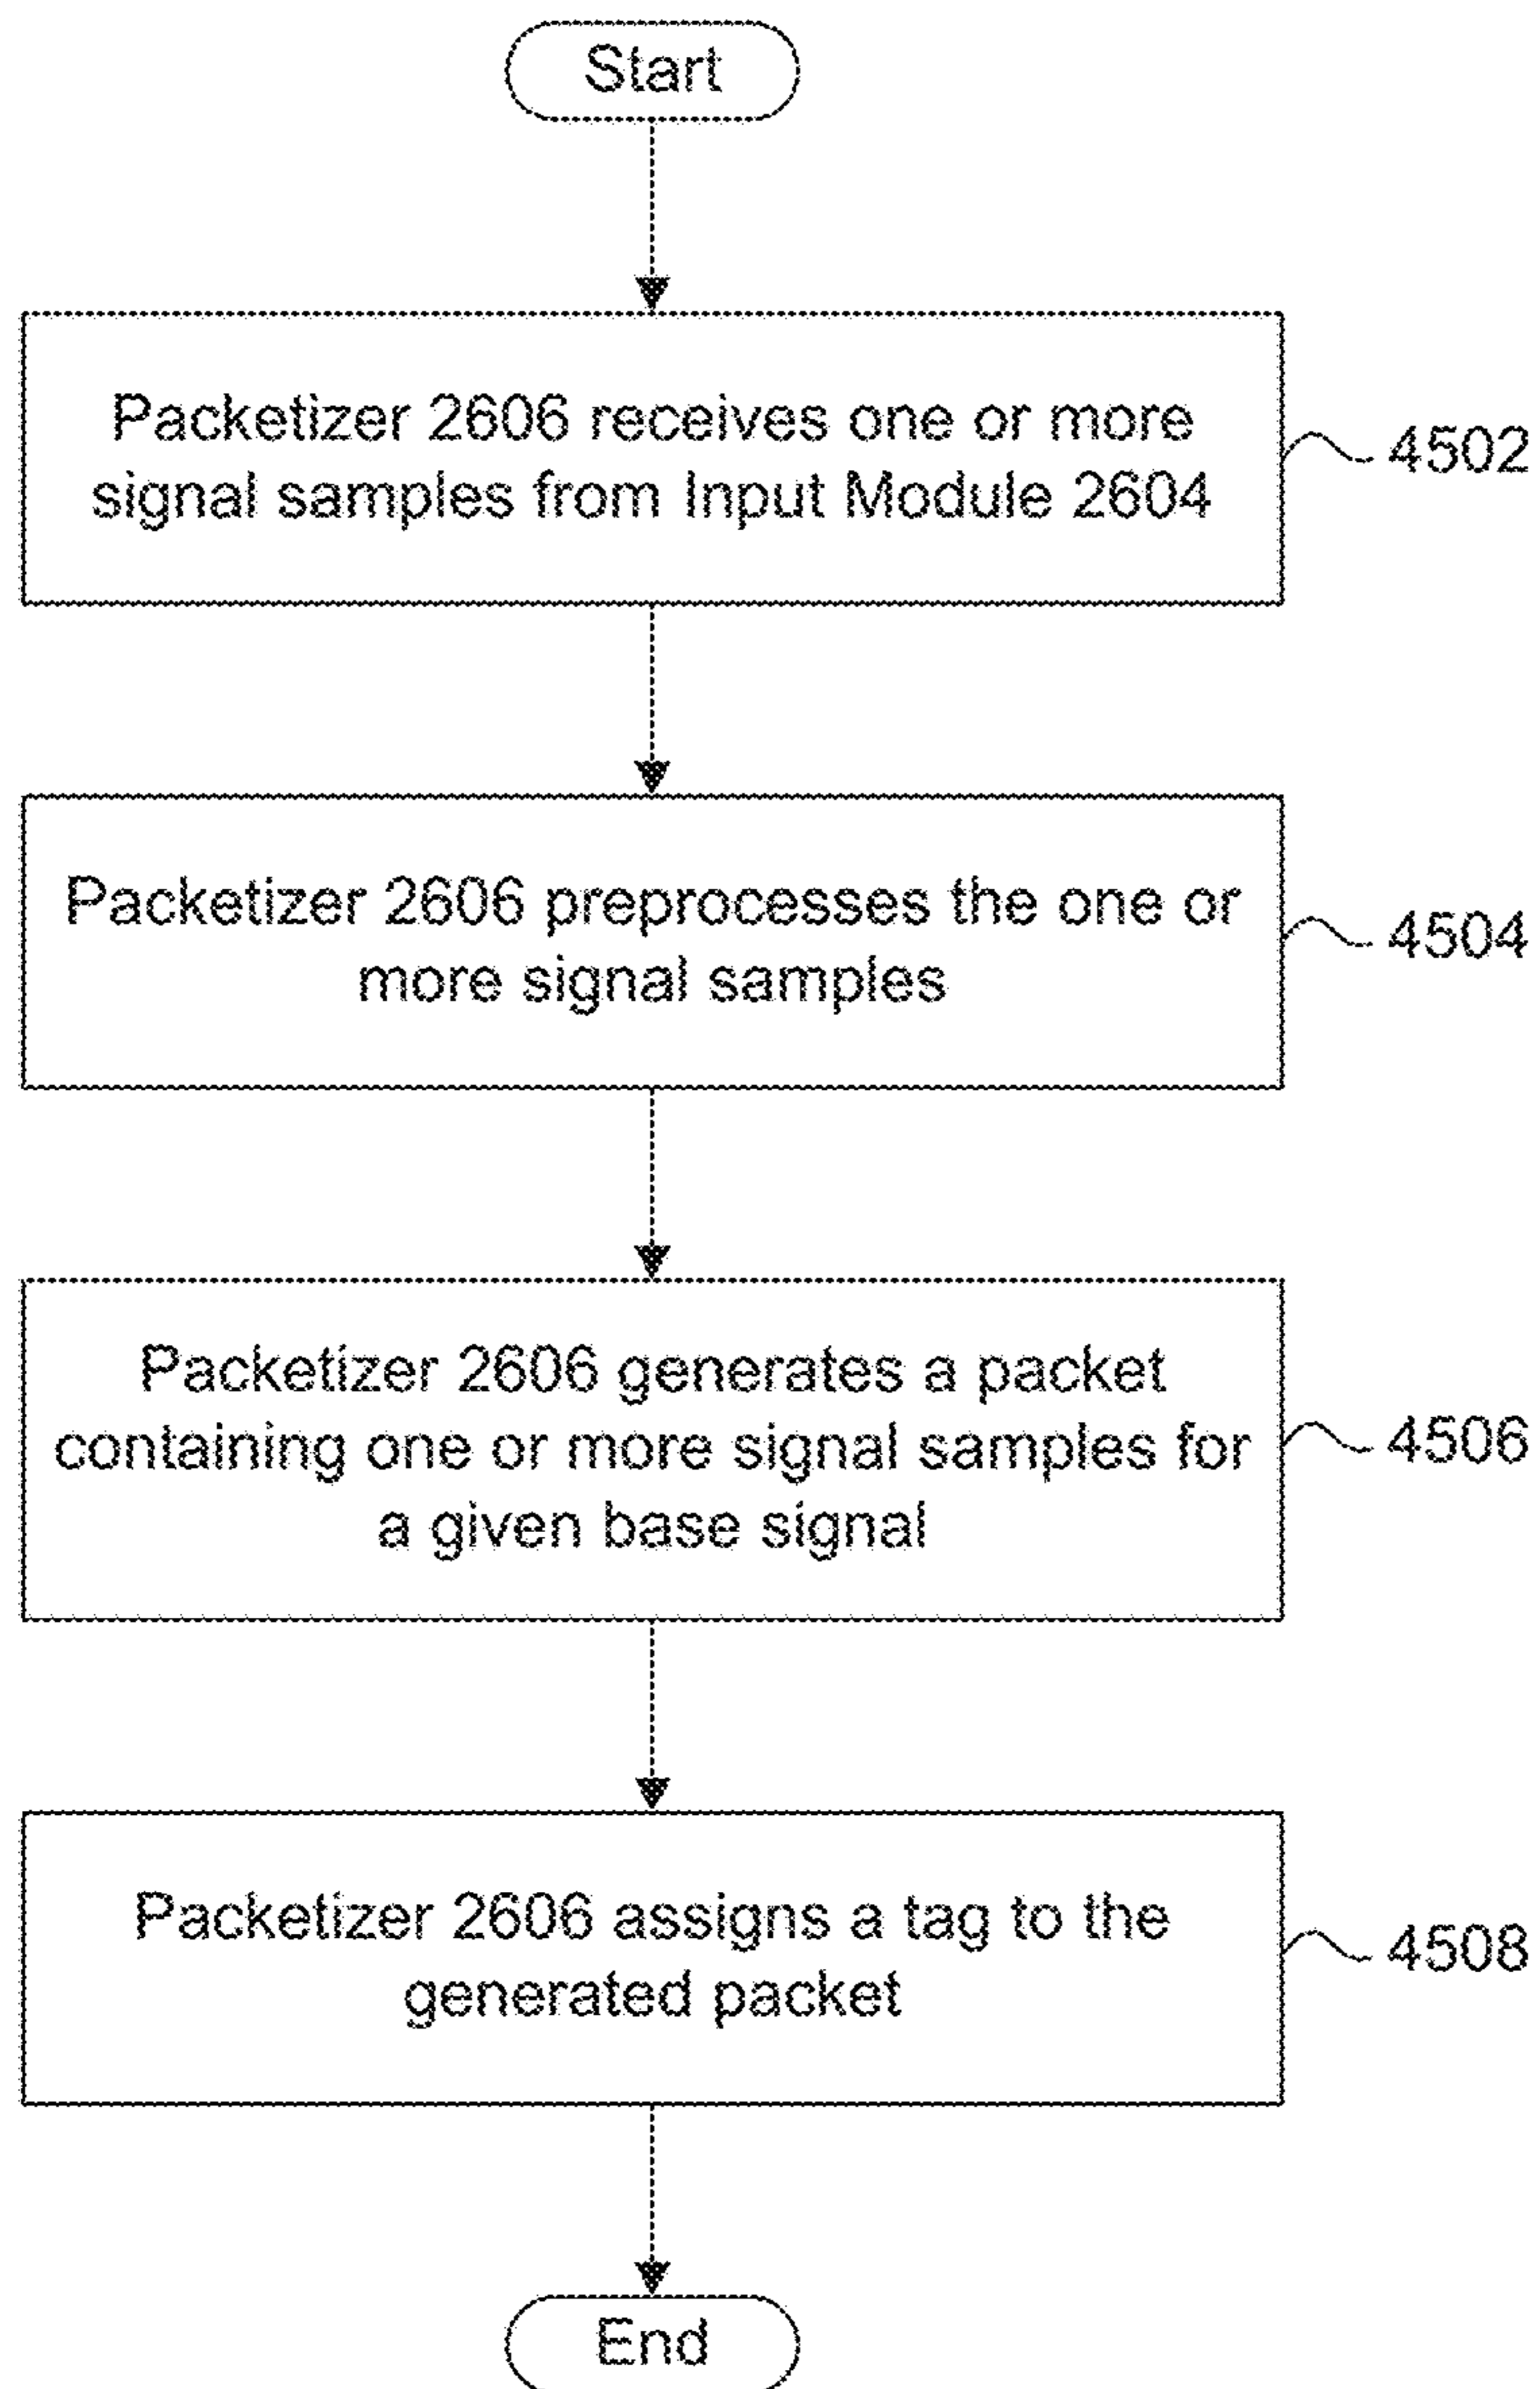 Start
Packetizer 2606 receives one or more
signal samples from Input Module 2604
4502
Packetizer 2606 preprocesses the one or
more signal samples
4504
Packetizer 2606 generates a packet
containing one or more signal samples for
a given base signal
4506
Packetizer 2606 assigns a tag to the
generated packet
4508
End